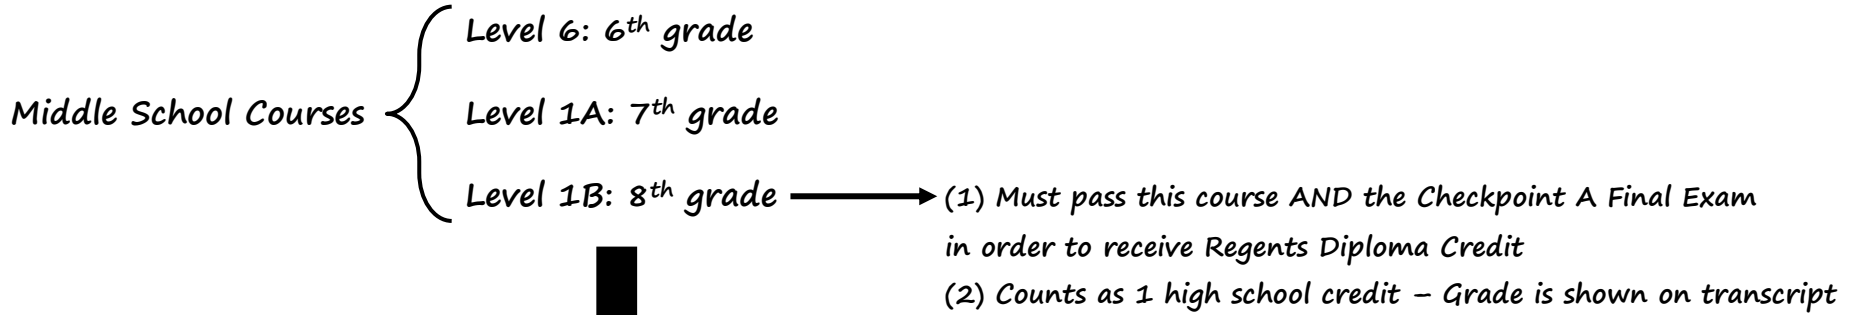 Level 6: 6th grade
Middle School Courses
Level 1A: 7th grade
Level 1B: 8th grade
(1) Must pass this course AND the Checkpoint A Final Exam
in order to receive Regents Diploma Credit
(2) Counts as 1 high school credit – Grade is shown on transcript